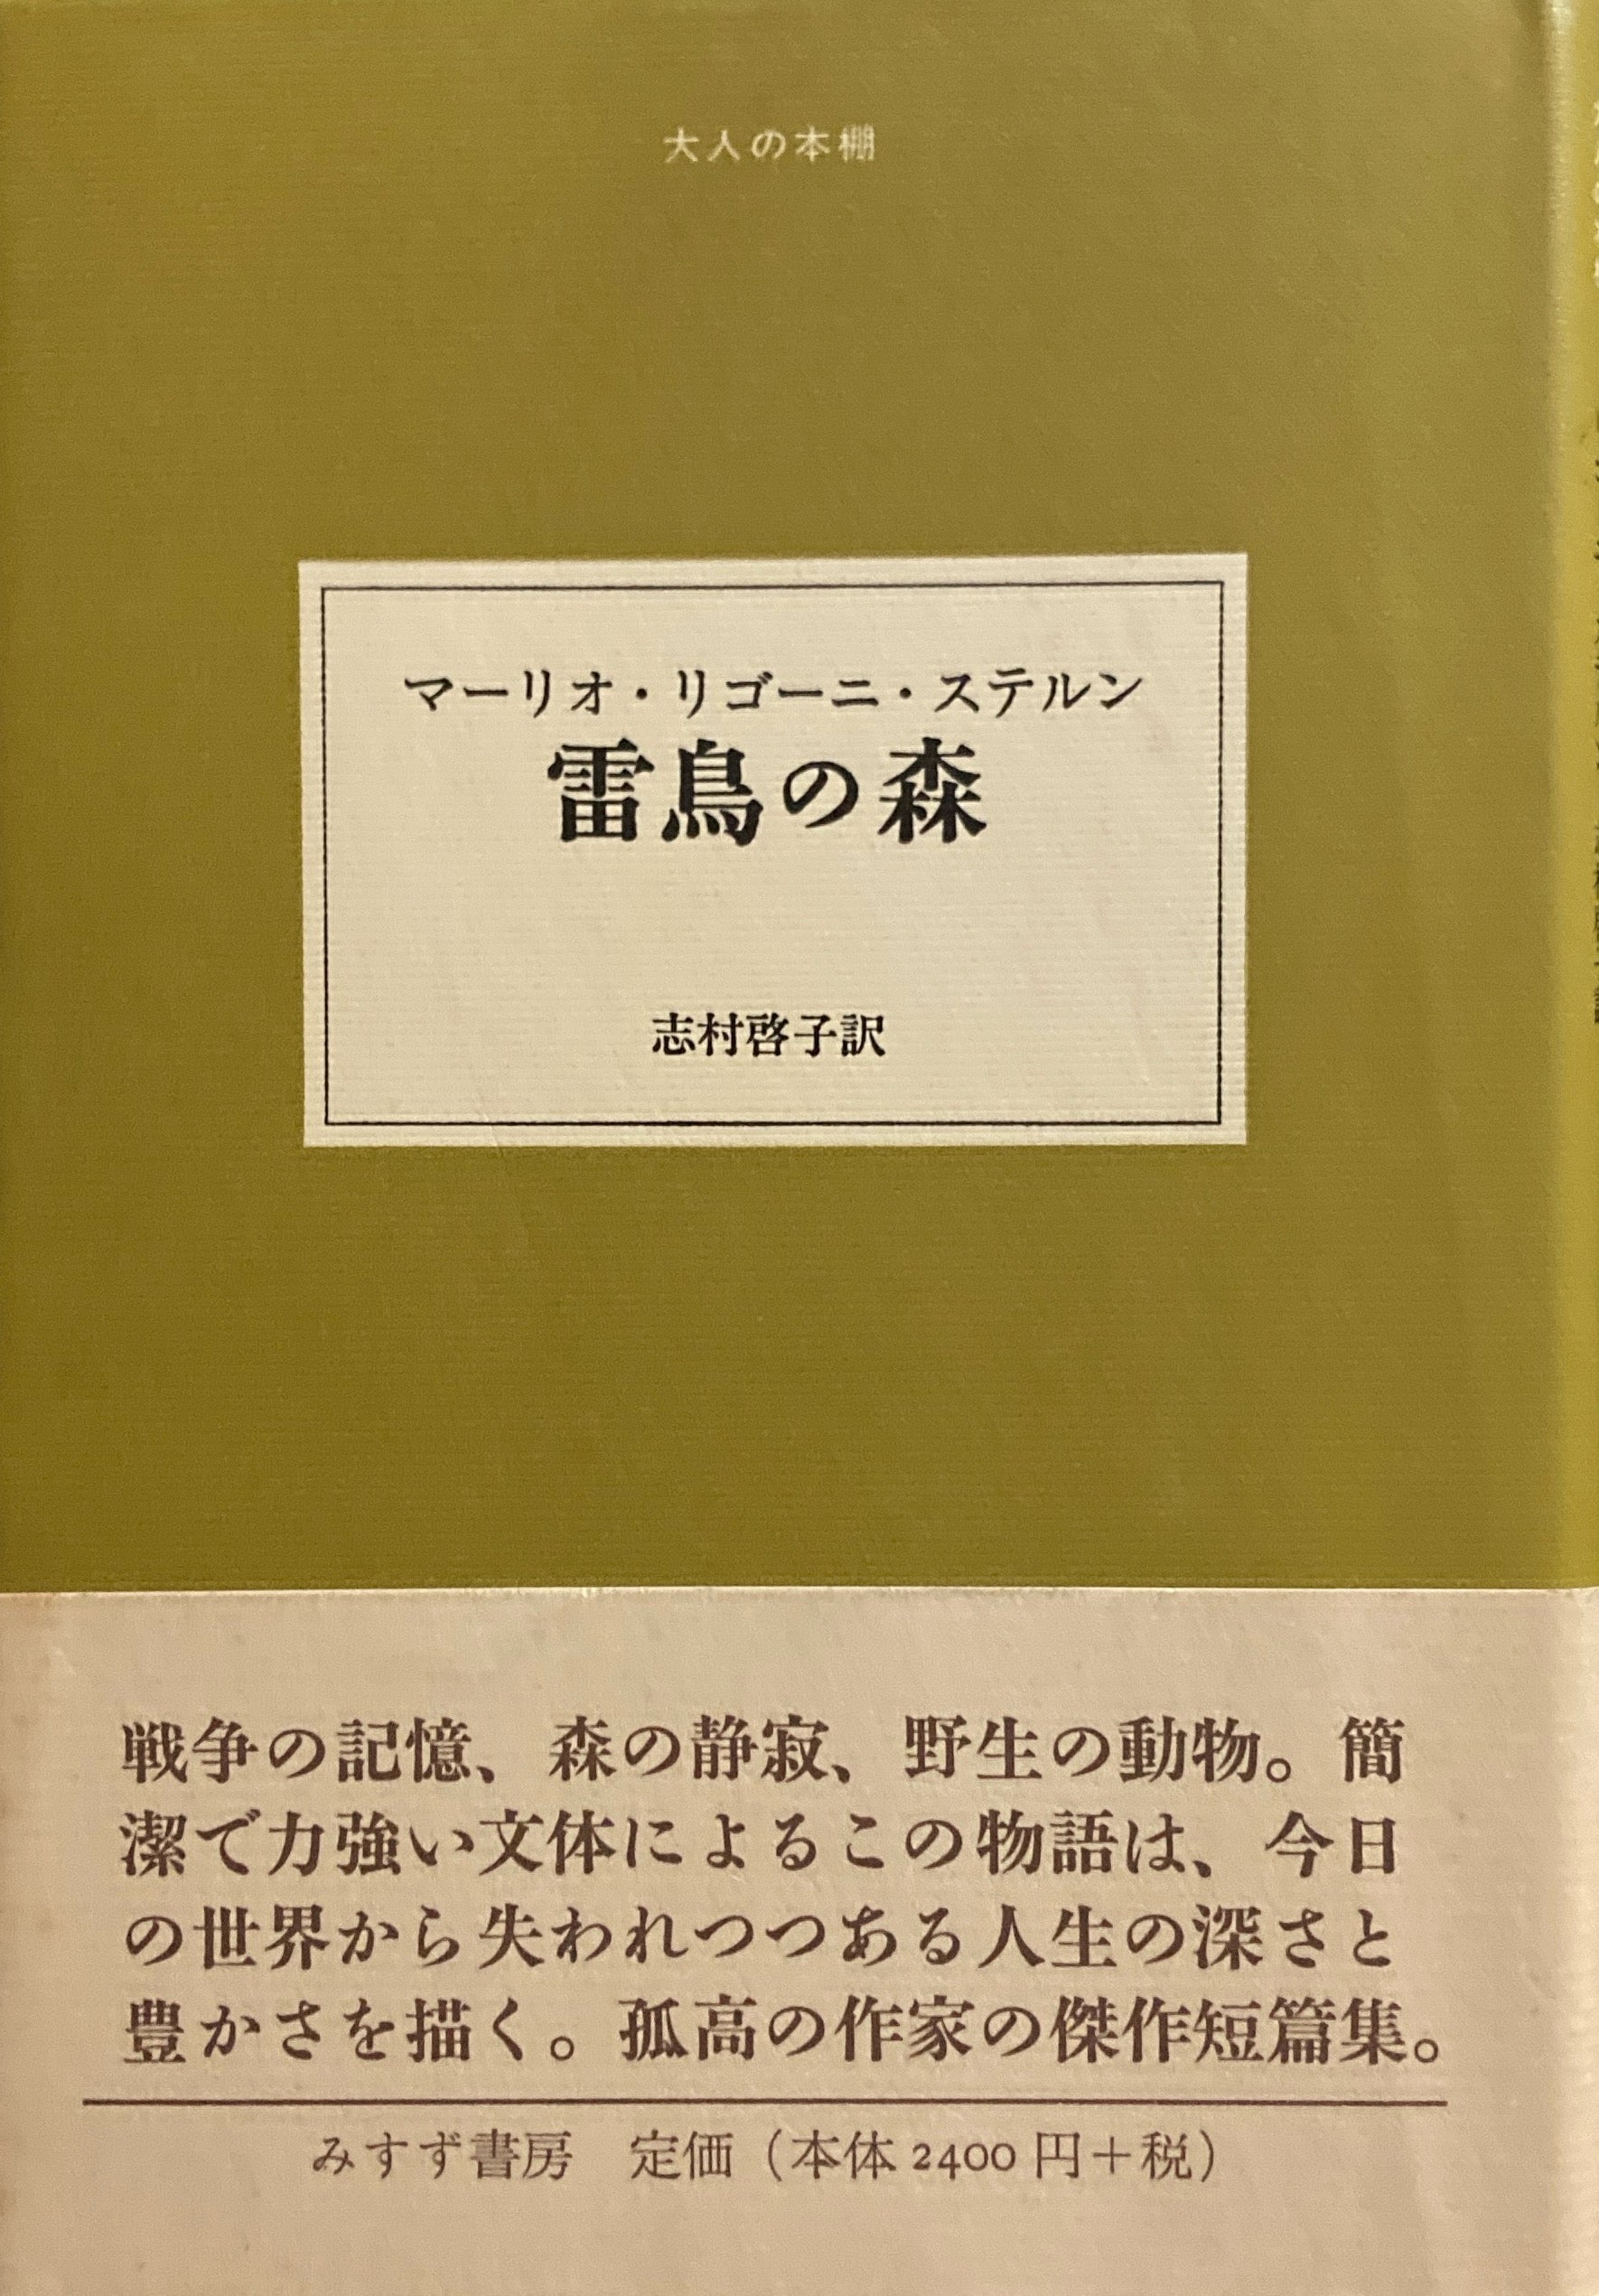 大人の本棚
マーリオ・リゴーニ・ステルン
雷鳥の森
志村啓子訳
戦争の記憶、森の静寂、野生の動物。簡
潔で力強い文体によるこの物語は、今日
の世界から失われつつある人生の深さと
豊かさを描く。孤高の作家の傑作短篇集。
みすず書房　定価（本体2400円＋税）